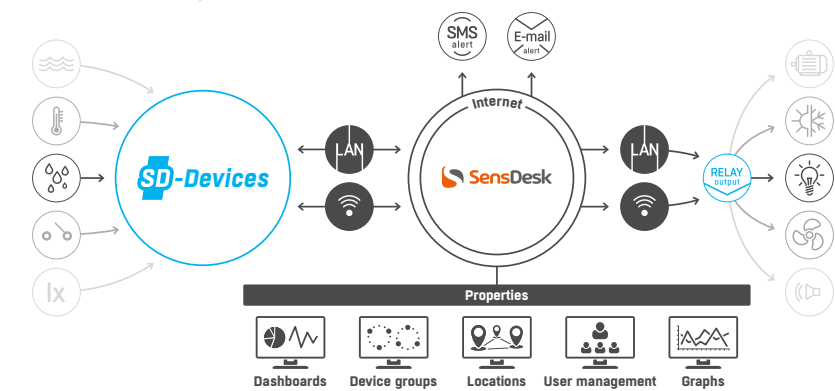 SMS
alert
E-mail
alert
Internet
LAN
LAN
SD-Devices
SensDesk
RELAY
output
lx
Properties
Dashboards
Device groups
Locations
User management
Graphs